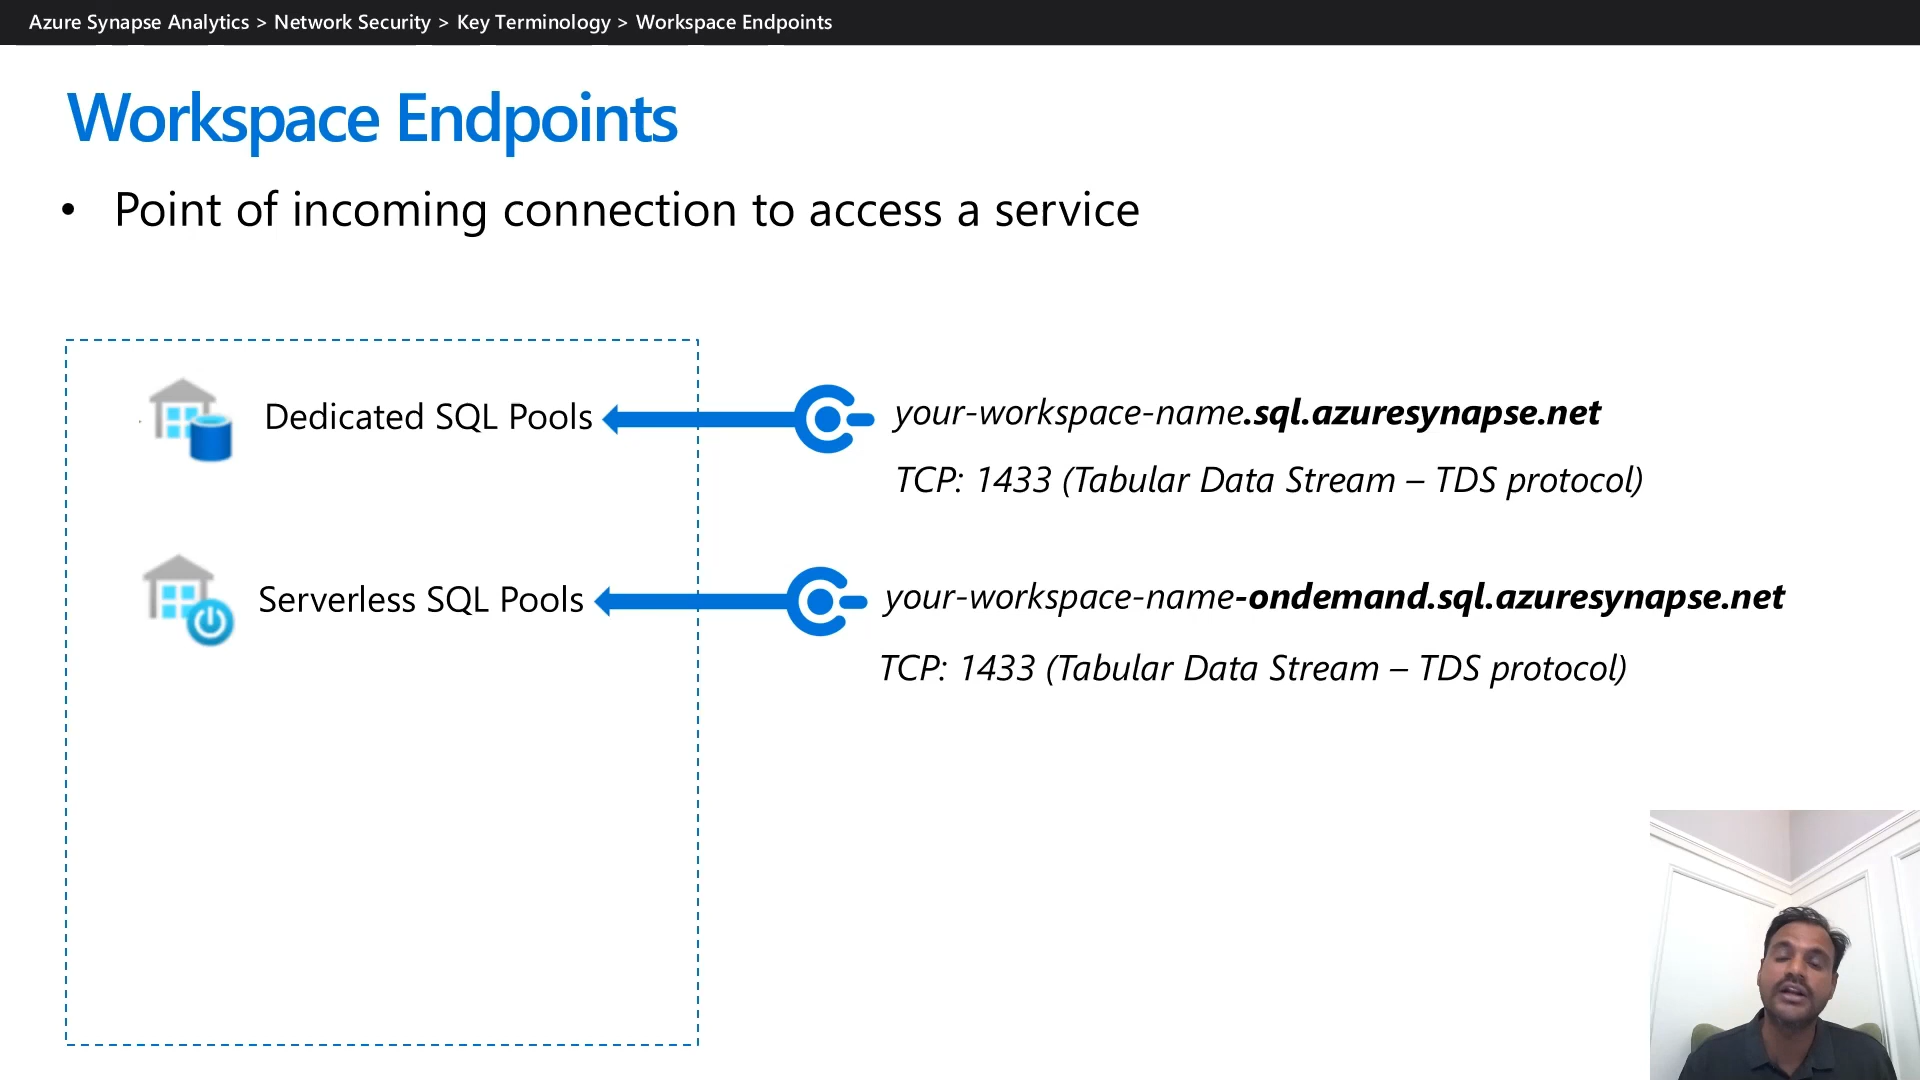 Azure Synapse Analytics > Network Security > Key Terminology > Workspace Endpoints
Workspace Endpoints
• Point of incoming connection to access a service
Dedicated SQL Pools
your-workspace-name.sql.azuresynapse.net
TCP: 1433 (Tabular Data Stream – TDS protocol)
Serverless SQL Pools
your-workspace-name-ondemand.sql.azuresynapse.net
TCP: 1433 (Tabular Data Stream – TDS protocol)